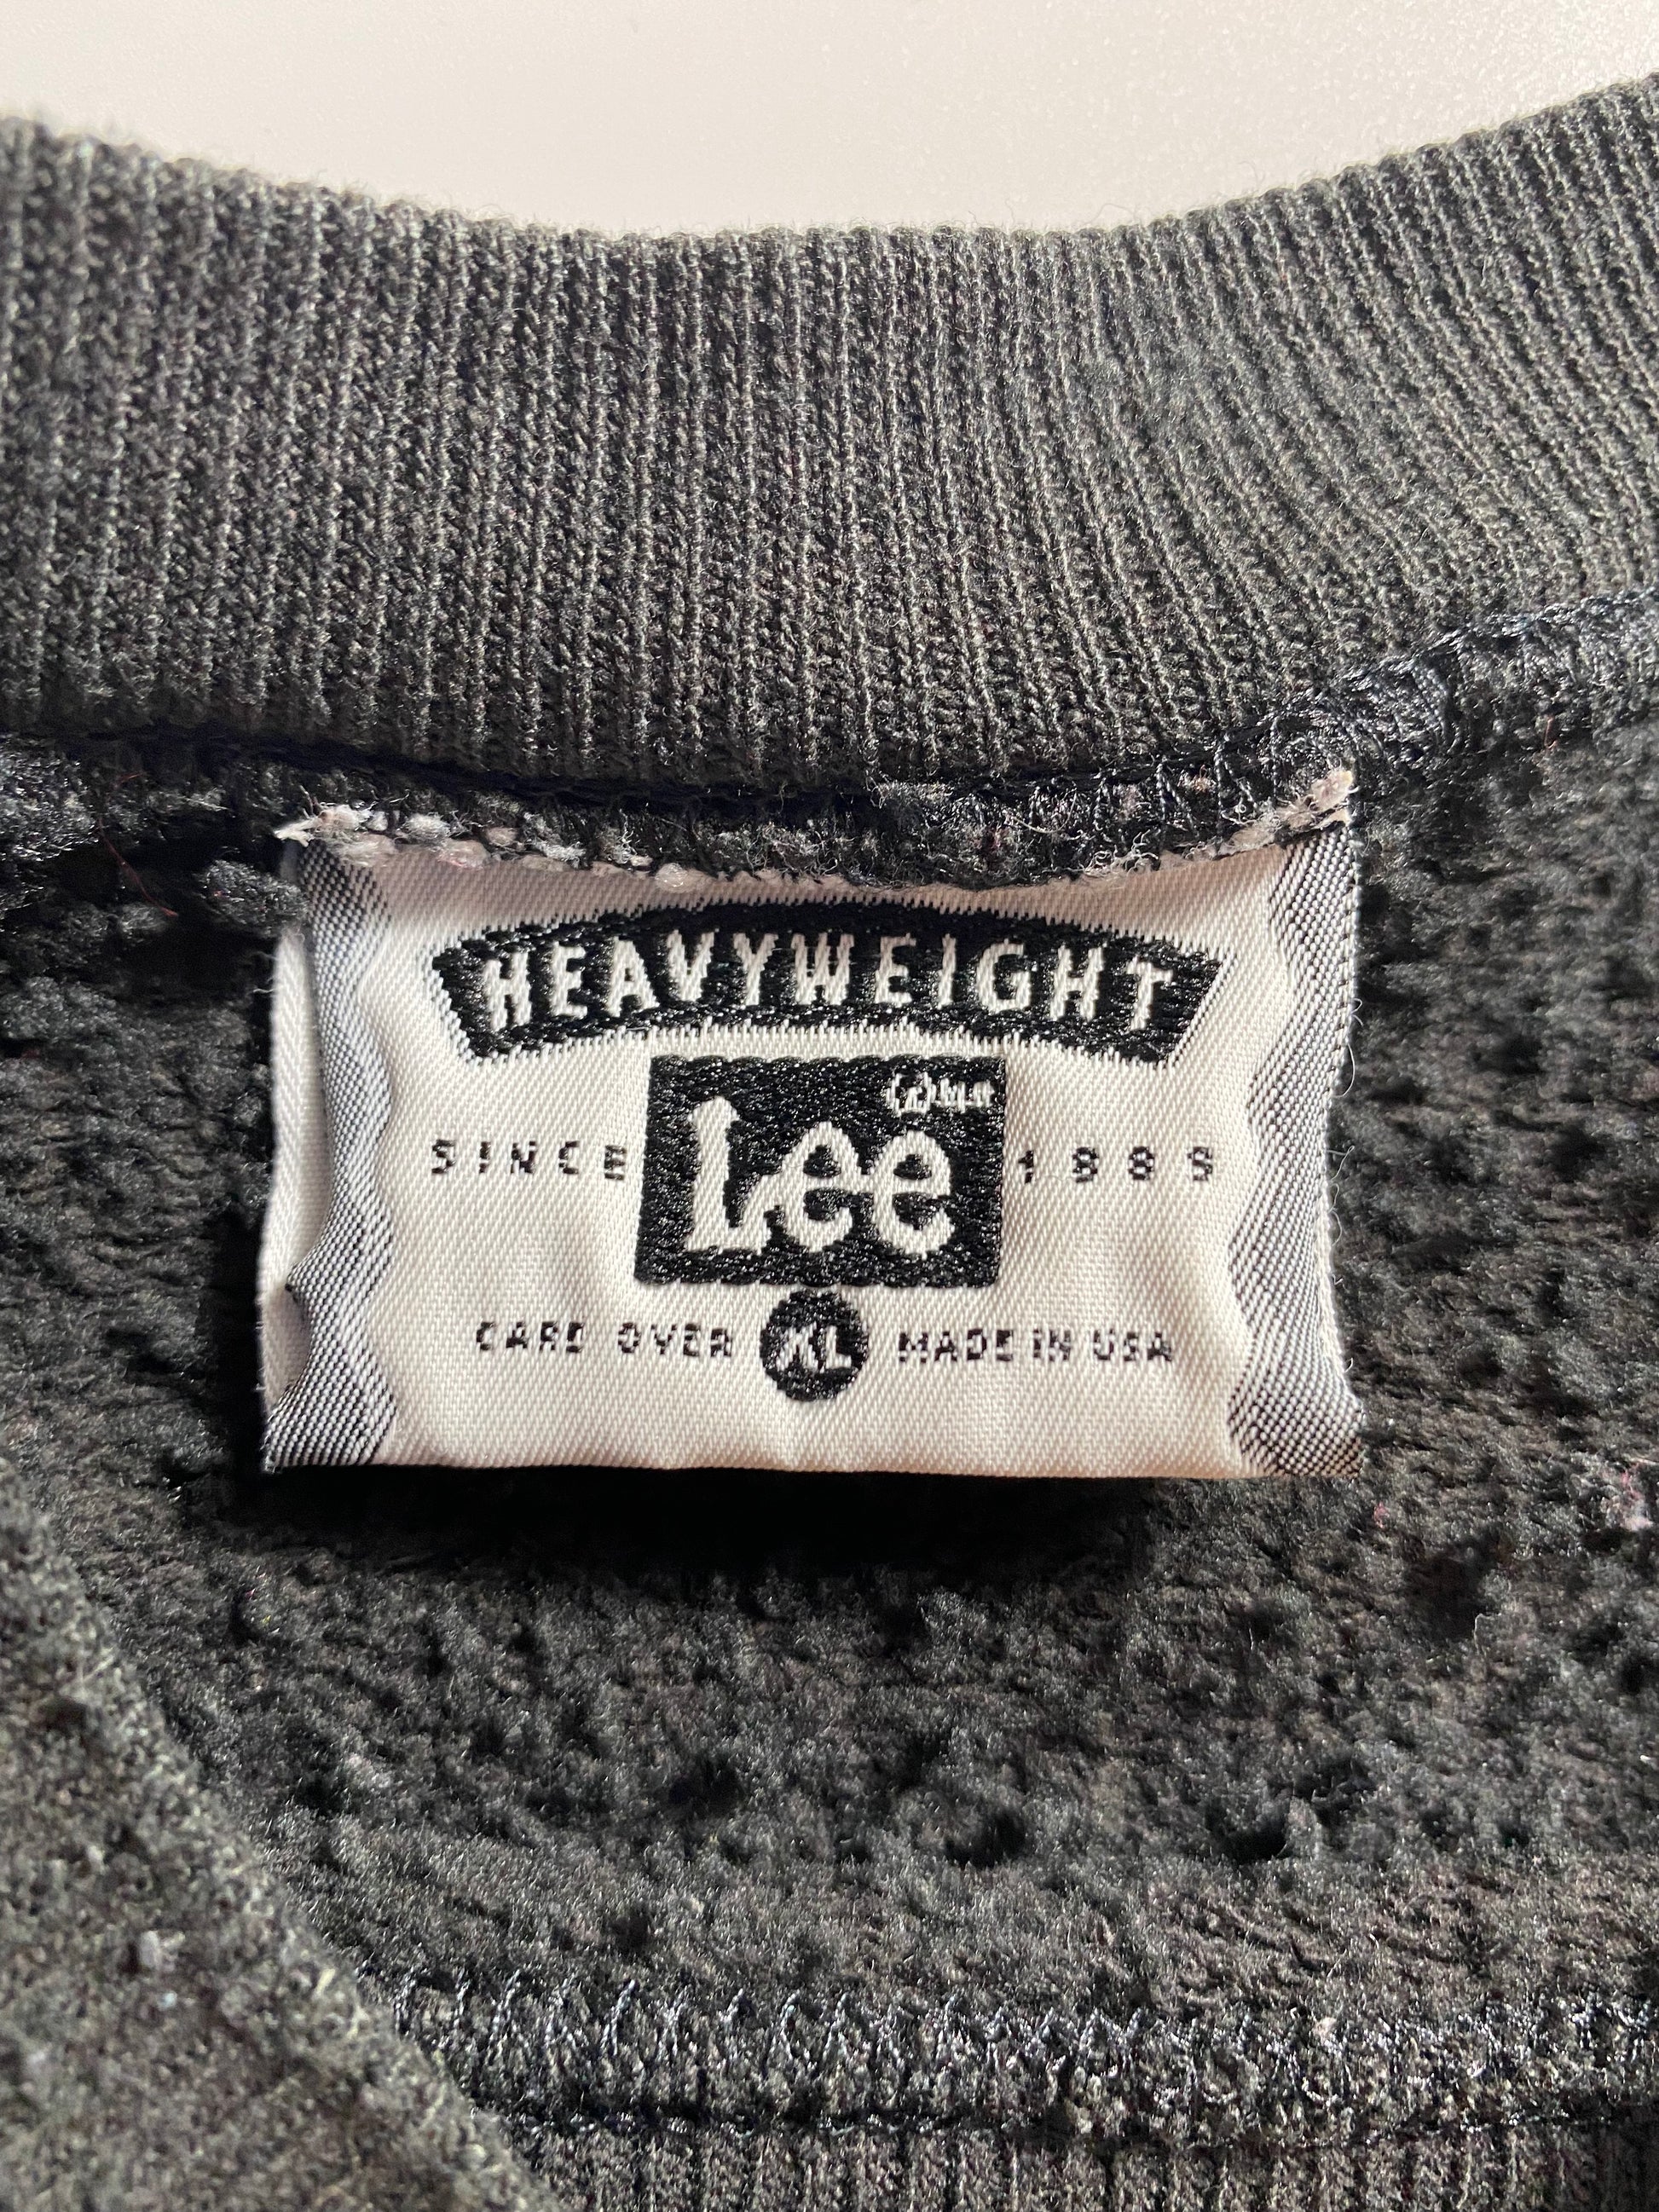 HEAVYWEIGHT
Lee
SINCE 1889
CARE OVER XL MADE IN USA